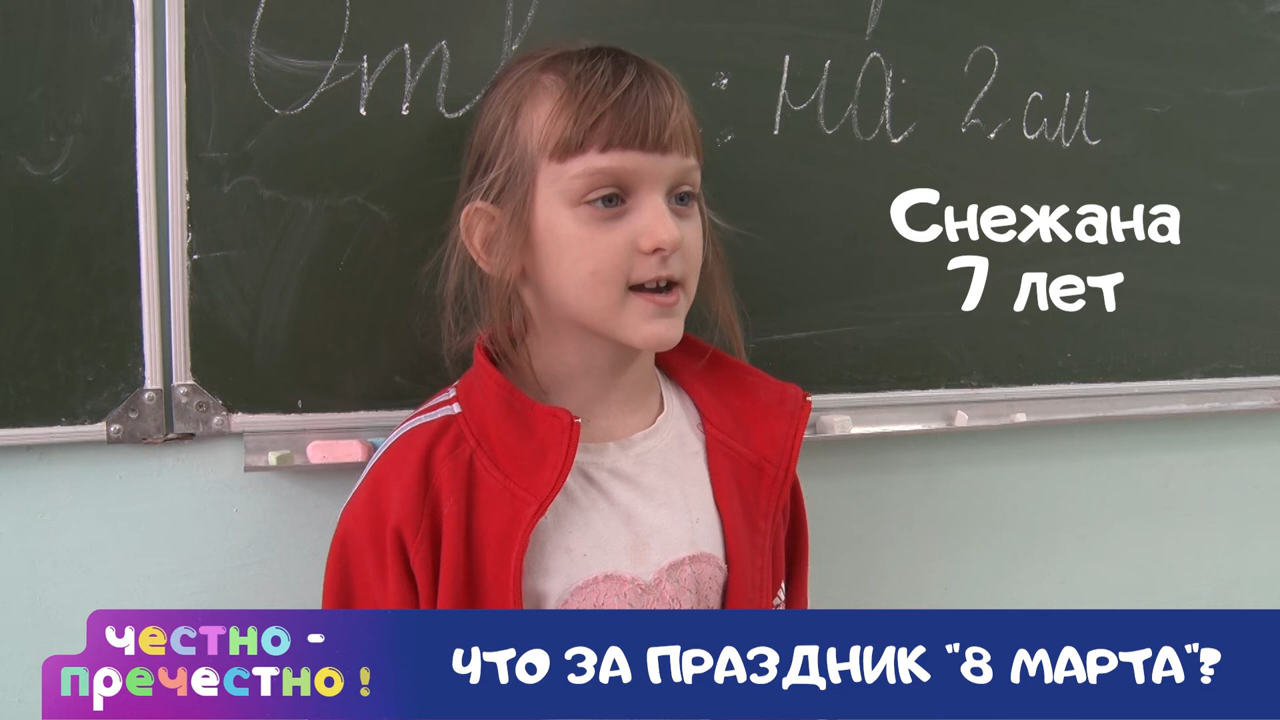 : на 2 см
Снежана
7 лет
честно -
пречестно !
ЧТО ЗА ПРАЗДНИК "8 МАРТА"?